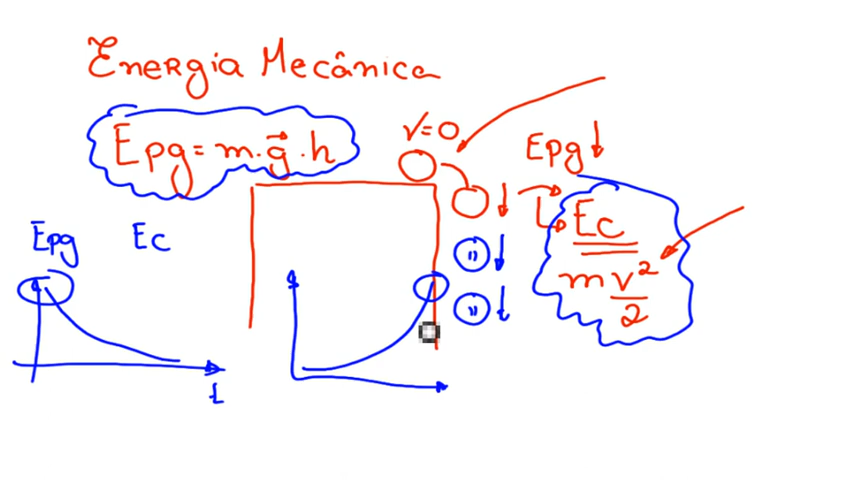 Energia Mecânica
Epg = m.g⃗.h
v=0
Epg↓
Ec
mv²/2
Epg
Ec
t